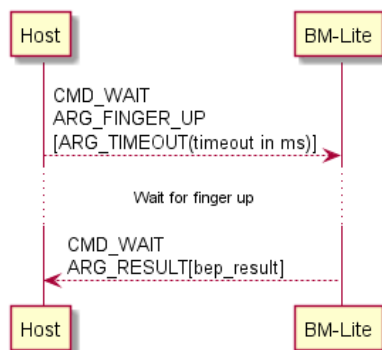 Host
BM-Lite
CMD_WAIT
ARG_FINGER_UP
[ARG_TIMEOUT(timeout in ms)]
Wait for finger up
CMD_WAIT
ARG_RESULT[bep_result]
Host
BM-Lite